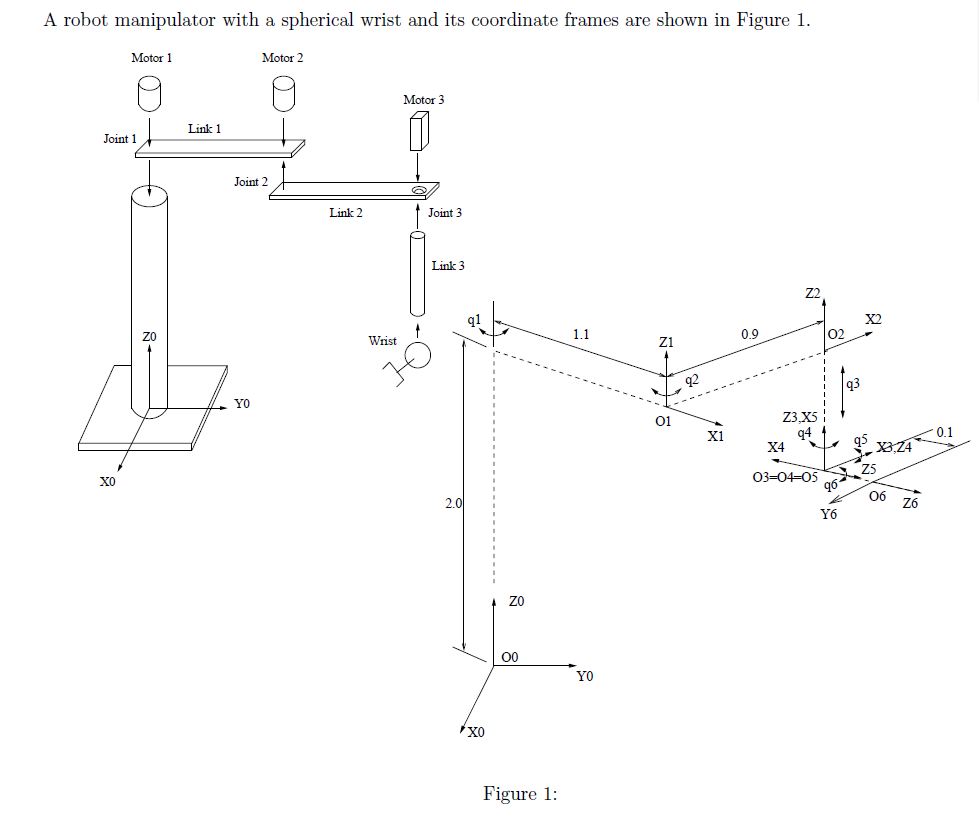 A robot manipulator with a spherical wrist and its coordinate frames are shown in Figure 1.
Motor 1
Motor 2
Motor 3
Joint 1
Link 1
Joint 2
Link 2
Joint 3
Link 3
Wrist
Z0
Y0
X0
q1
1.1
Z1
q2
O1
X1
0.9
Z2
O2
X2
q3
Z3,X5
q4
X4
q5
X3,Z4
0.1
O3=O4=O5
Z5
q6
O6
Z6
Y6
2.0
Z0
O0
Y0
X0
Figure 1: